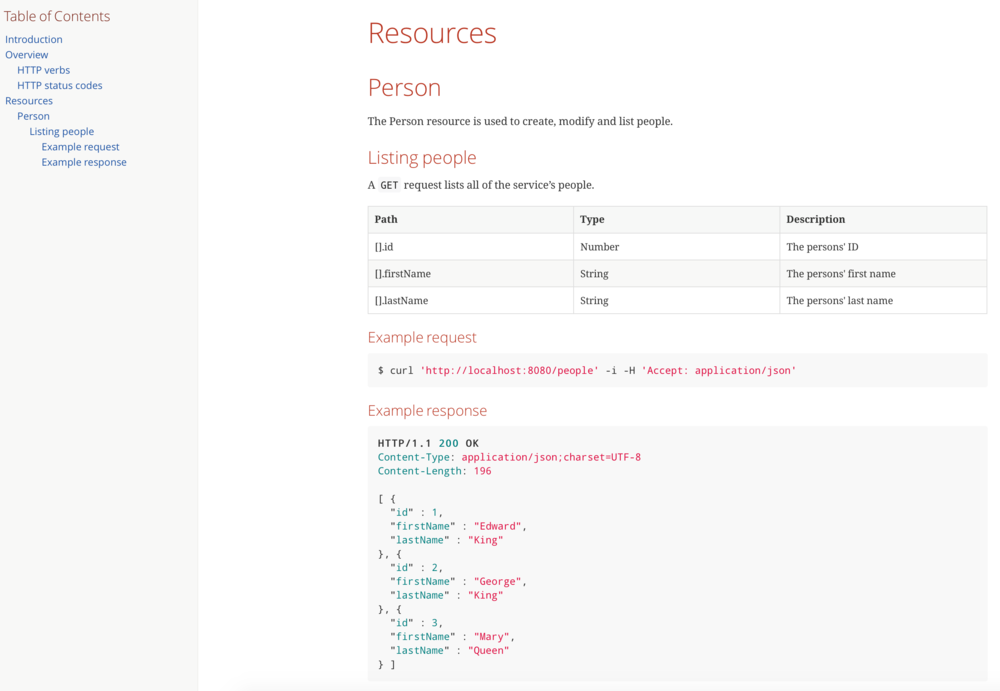 Table of Contents
Introduction
Overview
HTTP verbs
HTTP status codes
Resources
Person
Listing people
Example request
Example response
Resources
Person
The Person resource is used to create, modify and list people.
Listing people
A GET request lists all of the service's people.
Path Type Description
[].id Number The persons' ID
[].firstName String The persons' first name
[].lastName String The persons' last name
Example request
$ curl 'http://localhost:8080/people' -i -H 'Accept: application/json'
Example response
HTTP/1.1 200 OK
Content-Type: application/json;charset=UTF-8
Content-Length: 196
[ {
"id" : 1,
"firstName" : "Edward",
"lastName" : "King"
}, {
"id" : 2,
"firstName" : "George",
"lastName" : "King"
}, {
"id" : 3,
"firstName" : "Mary",
"lastName" : "Queen"
} ]